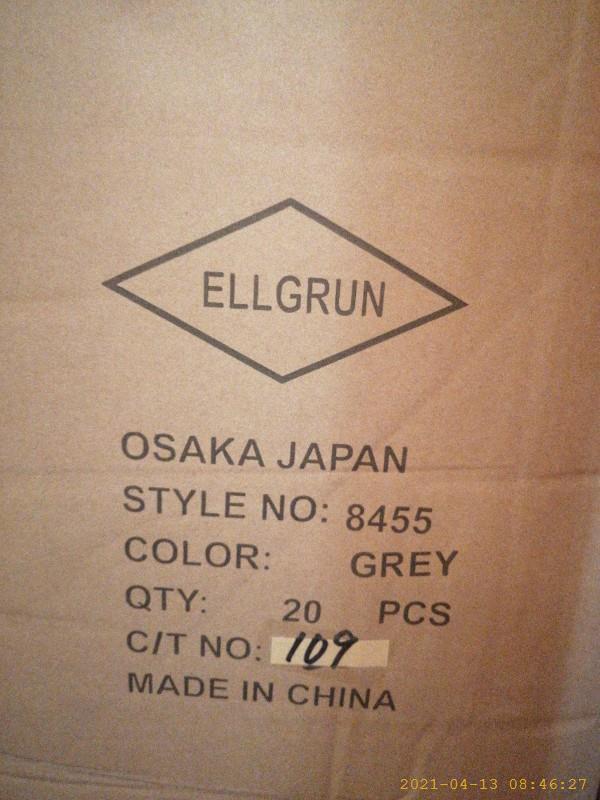 ELLGRUN
OSAKA JAPAN
STYLE NO: 8455
COLOR: GREY
QTY: 20 PCS
C/T NO: 109
MADE IN CHINA
2021-04-13 08:46:27